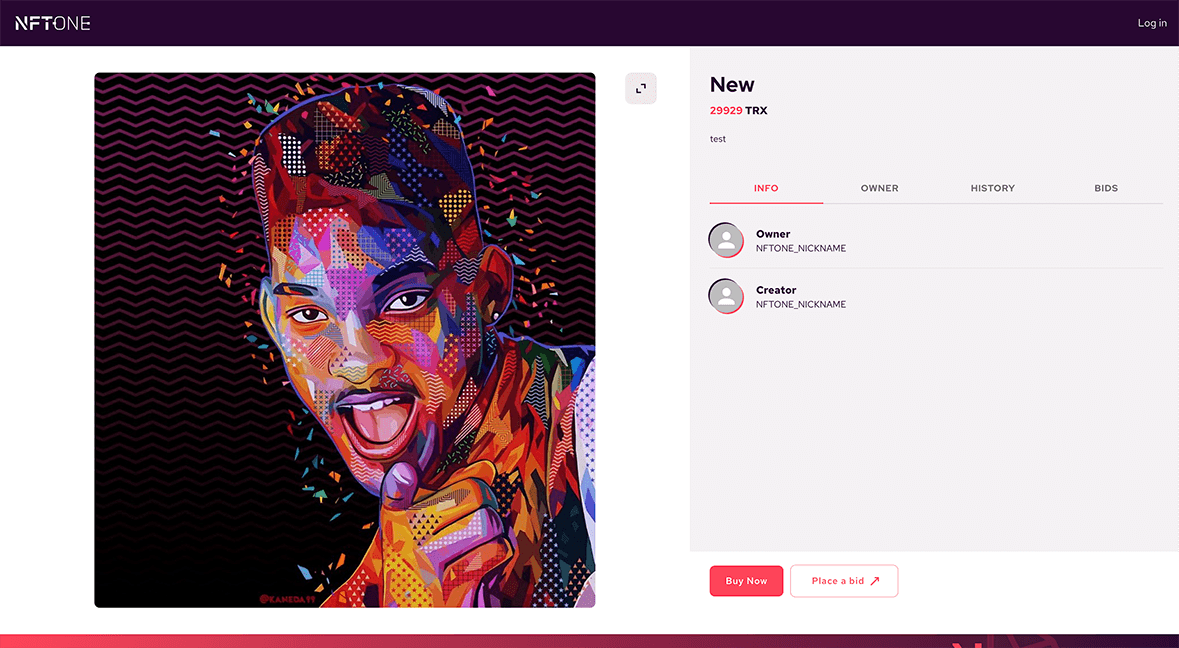 NFTONE
Log in
@KAMEDA99
New
29929 TRX
test
INFO
OWNER
HISTORY
BIDS
Owner
NFTONE_NICKNAME
Creator
NFTONE_NICKNAME
Buy Now
Place a bid